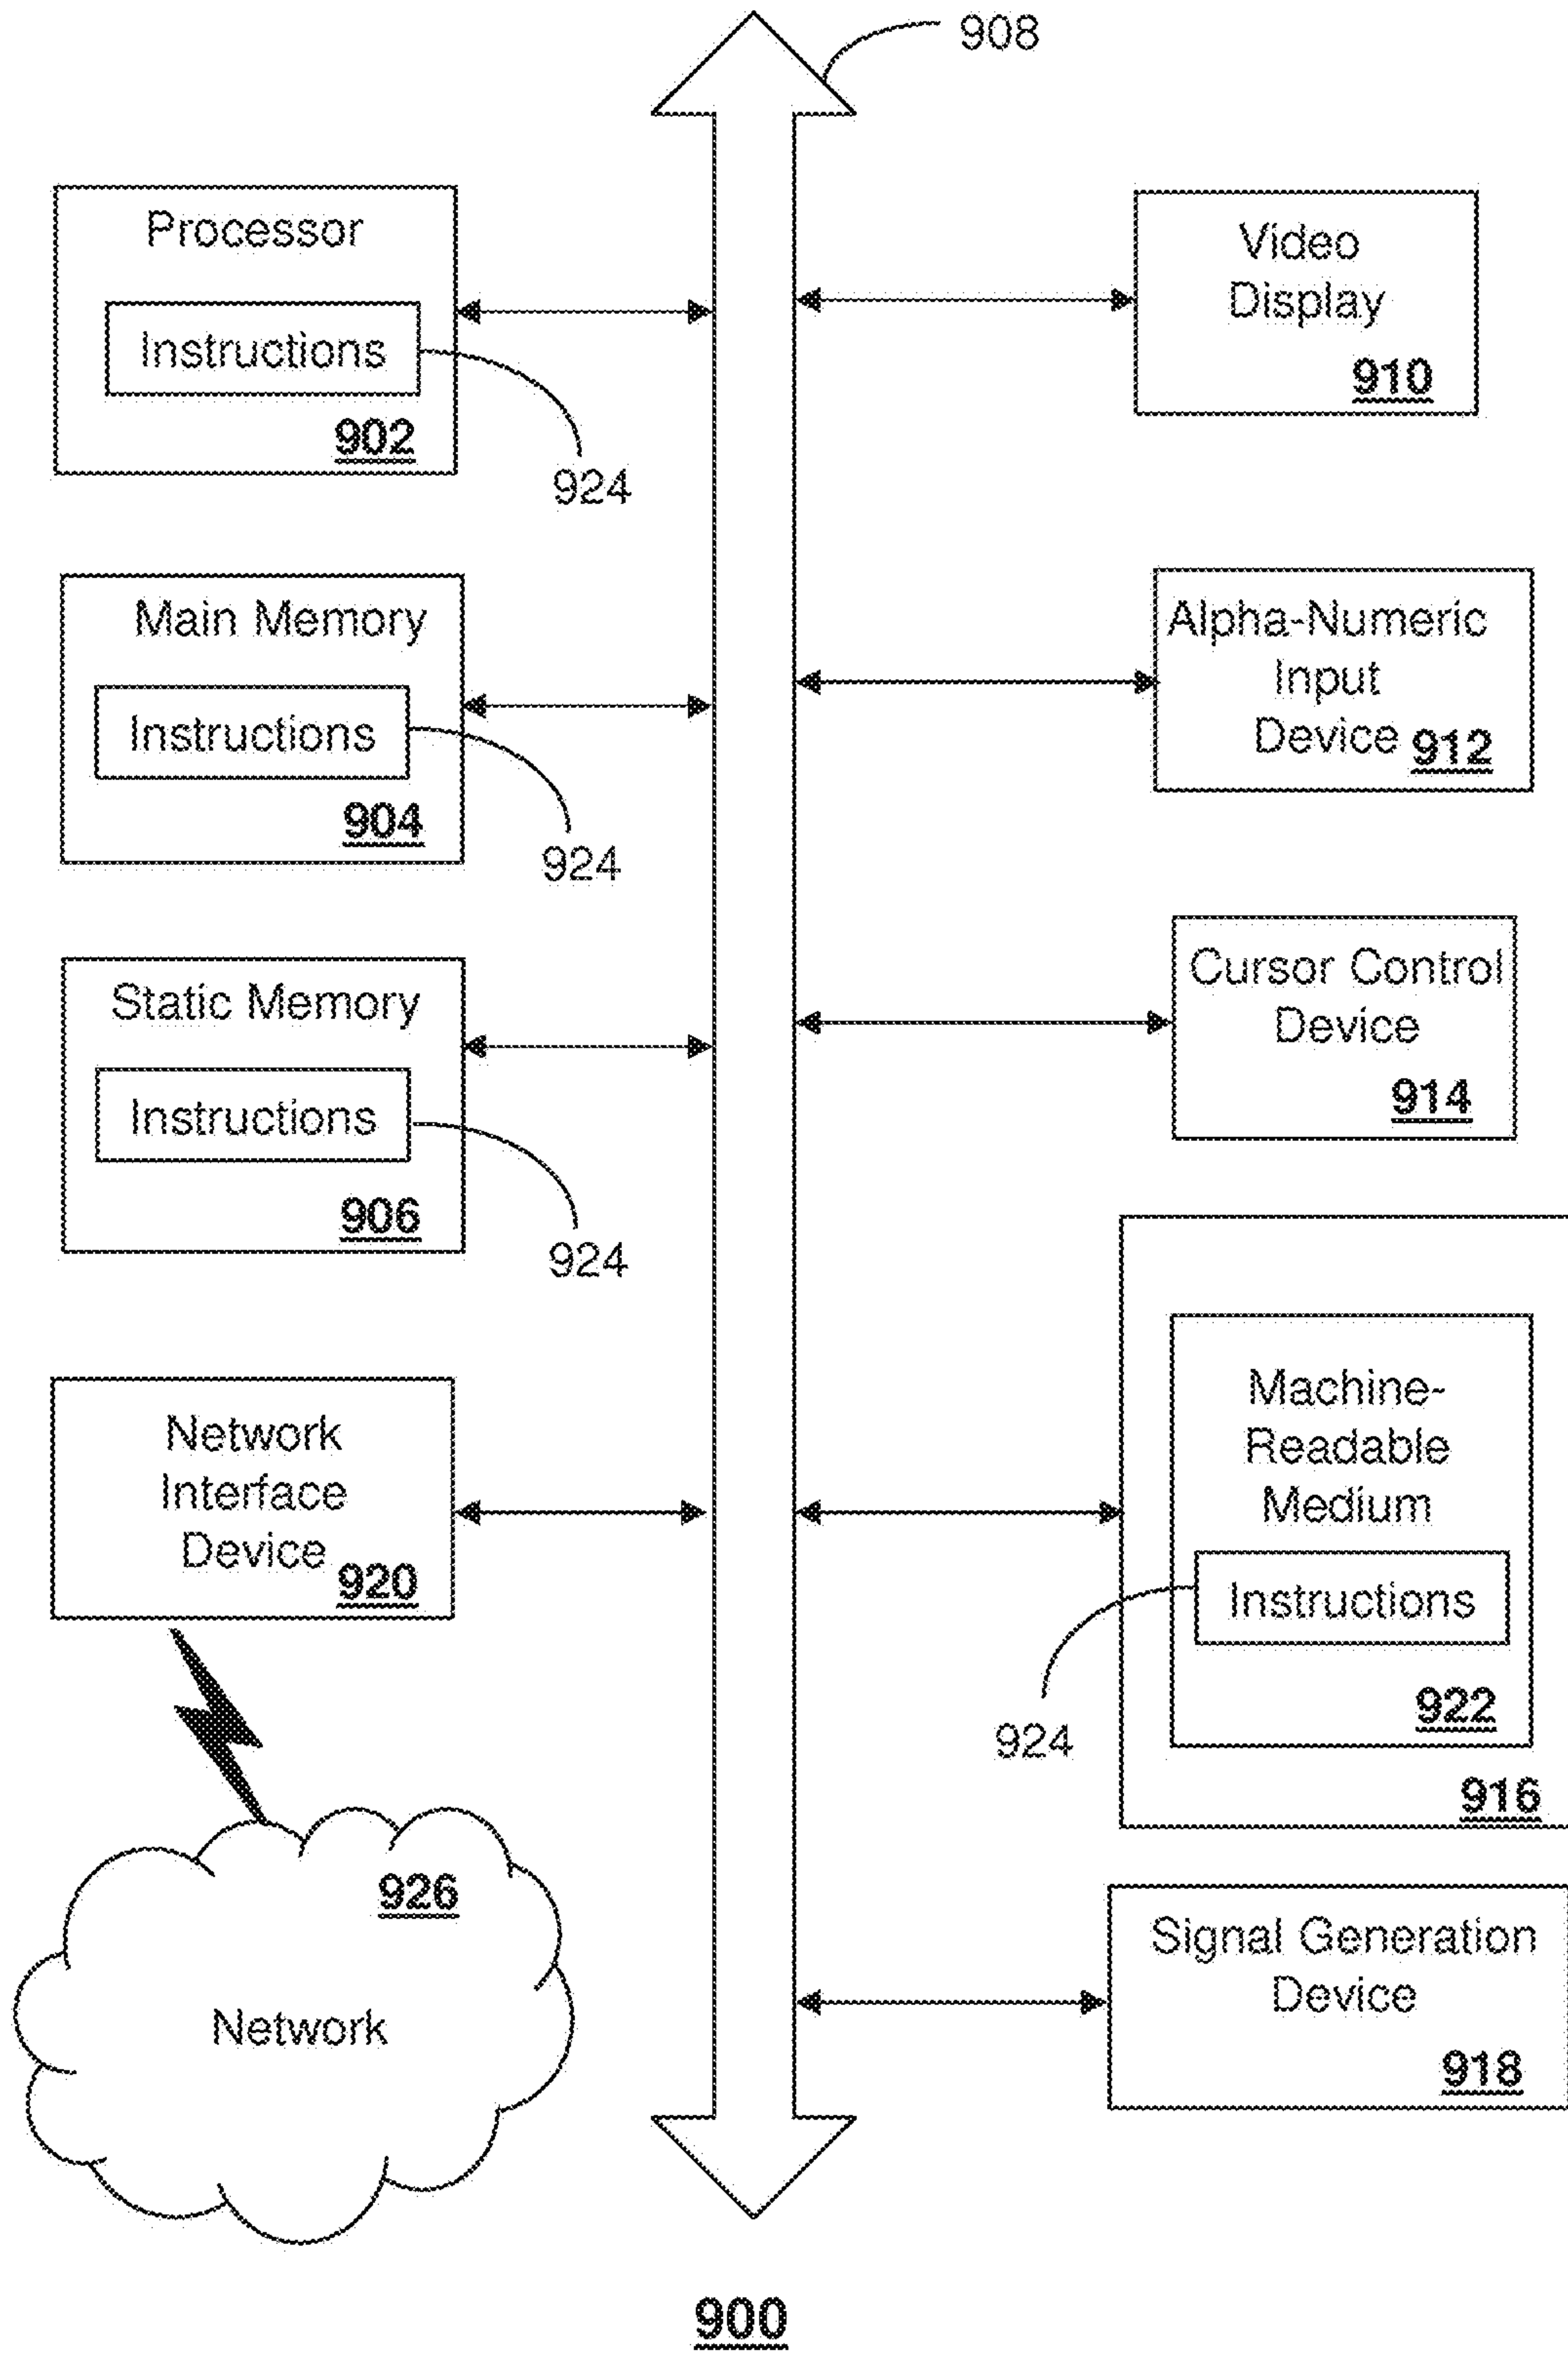 908
Processor
Instructions
902
924
Main Memory
Instructions
904
924
Static Memory
Instructions
906
924
Network
Interface
Device
920
926
Network
Video
Display
910
Alpha-Numeric
Input
Device 912
Cursor Control
Device
914
Machine-
Readable
Medium
Instructions
922
924
916
Signal Generation
Device
918
900